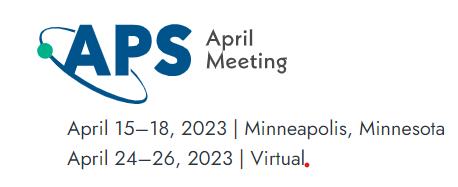 APS April
Meeting
April 15–18, 2023 | Minneapolis, Minnesota
April 24–26, 2023 | Virtual